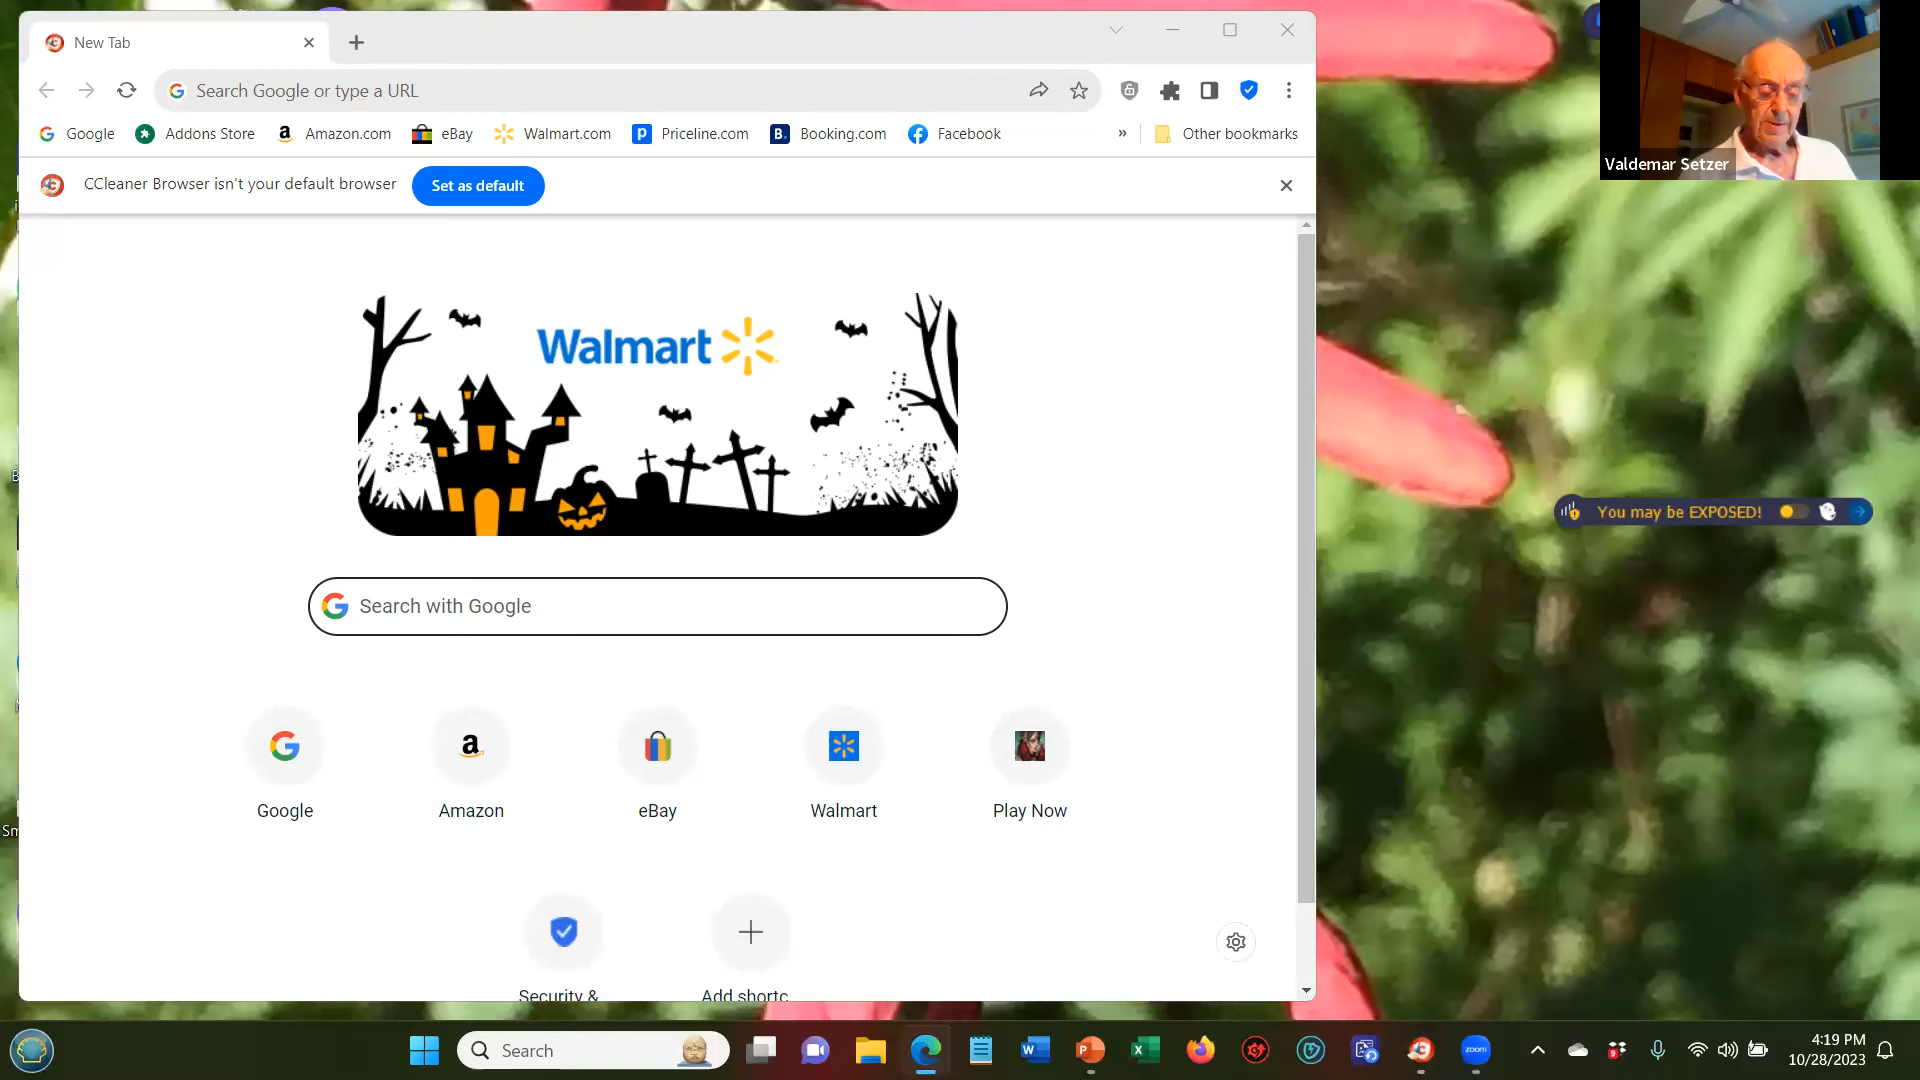 New Tab
Search Google or type a URL
Google Addons Store Amazon.com eBay Walmart.com Priceline.com Booking.com Facebook » Other bookmarks
CCleaner Browser isn't your default browser Set as default
Valdemar Setzer
Walmart
You may be EXPOSED!
Search with Google
Google Amazon eBay Walmart Play Now
Security & Add shortc
Sm
Search
zoom
4:19 PM
10/28/2023